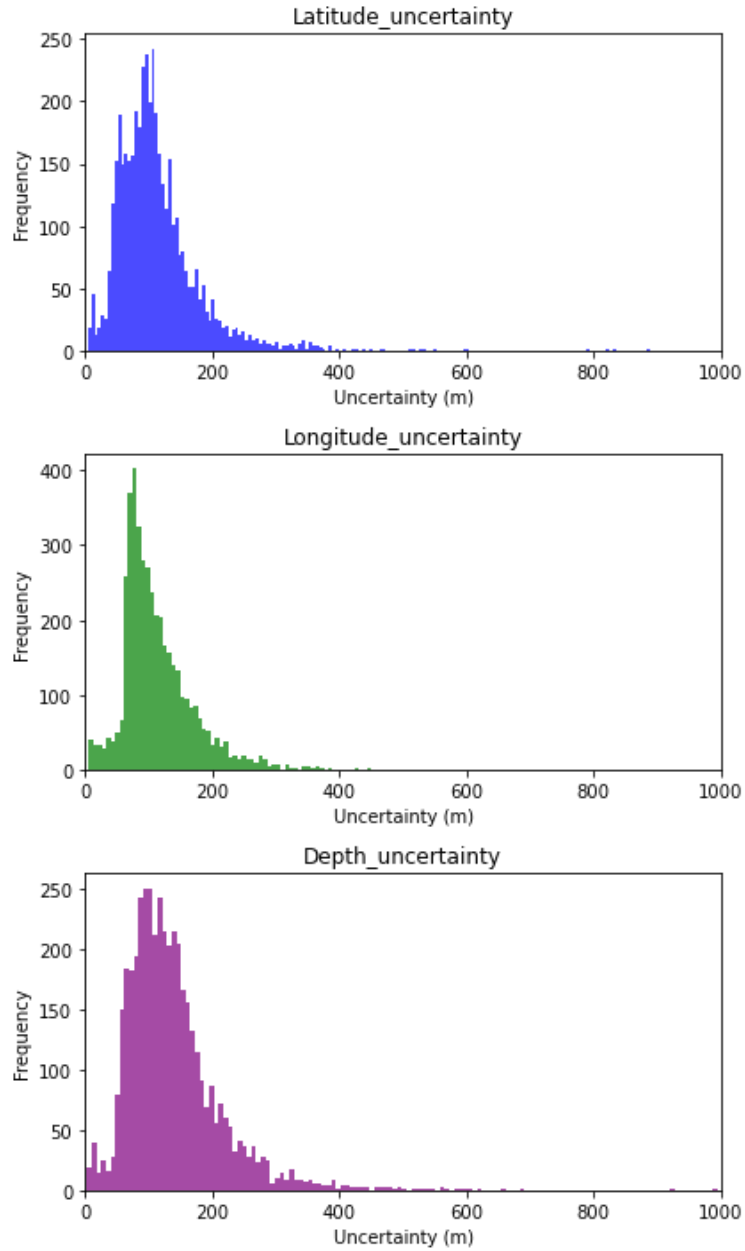 Latitude_uncertainty
250
200
150
100
50
0
Frequency
0 200 400 600 800 1000
Uncertainty (m)
Longitude_uncertainty
400
300
200
100
0
Frequency
0 200 400 600 800 1000
Uncertainty (m)
Depth_uncertainty
250
200
150
100
50
0
Frequency
0 200 400 600 800 1000
Uncertainty (m)